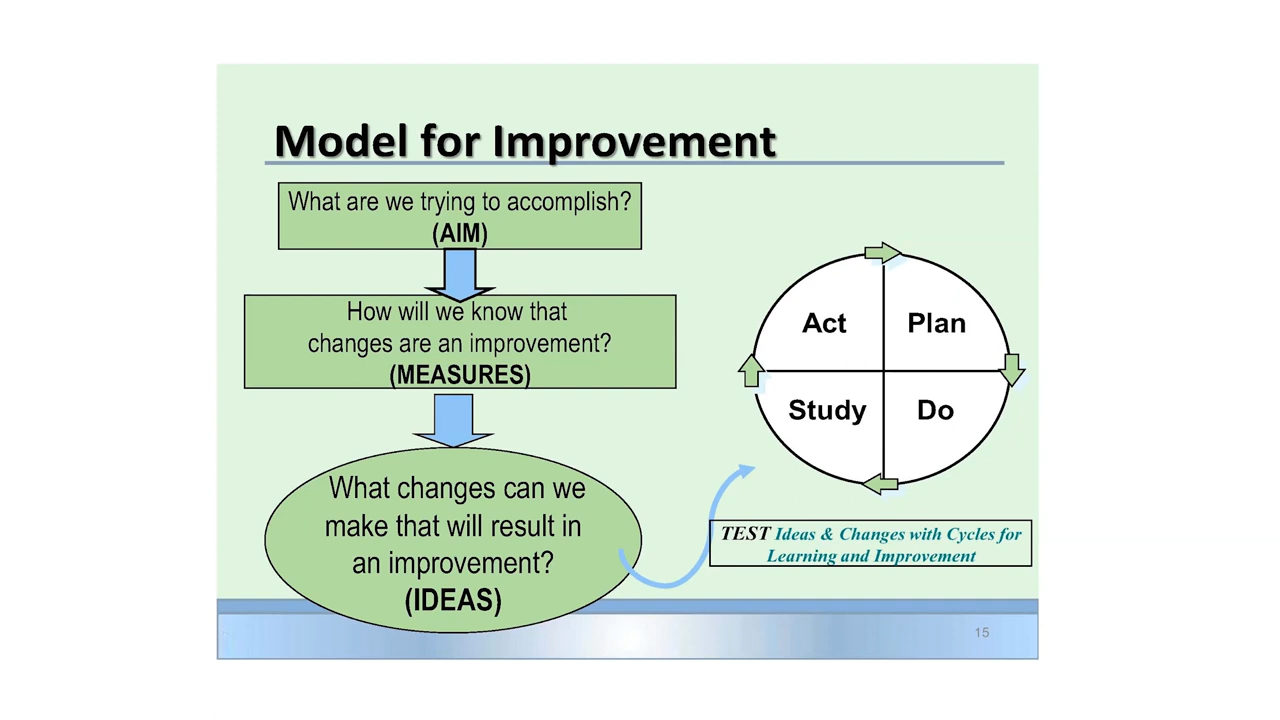 Model for Improvement
What are we trying to accomplish?
(AIM)
How will we know that
changes are an improvement?
(MEASURES)
What changes can we
make that will result in
an improvement?
(IDEAS)
Act
Plan
Study
Do
TEST Ideas & Changes with Cycles for
Learning and Improvement
15